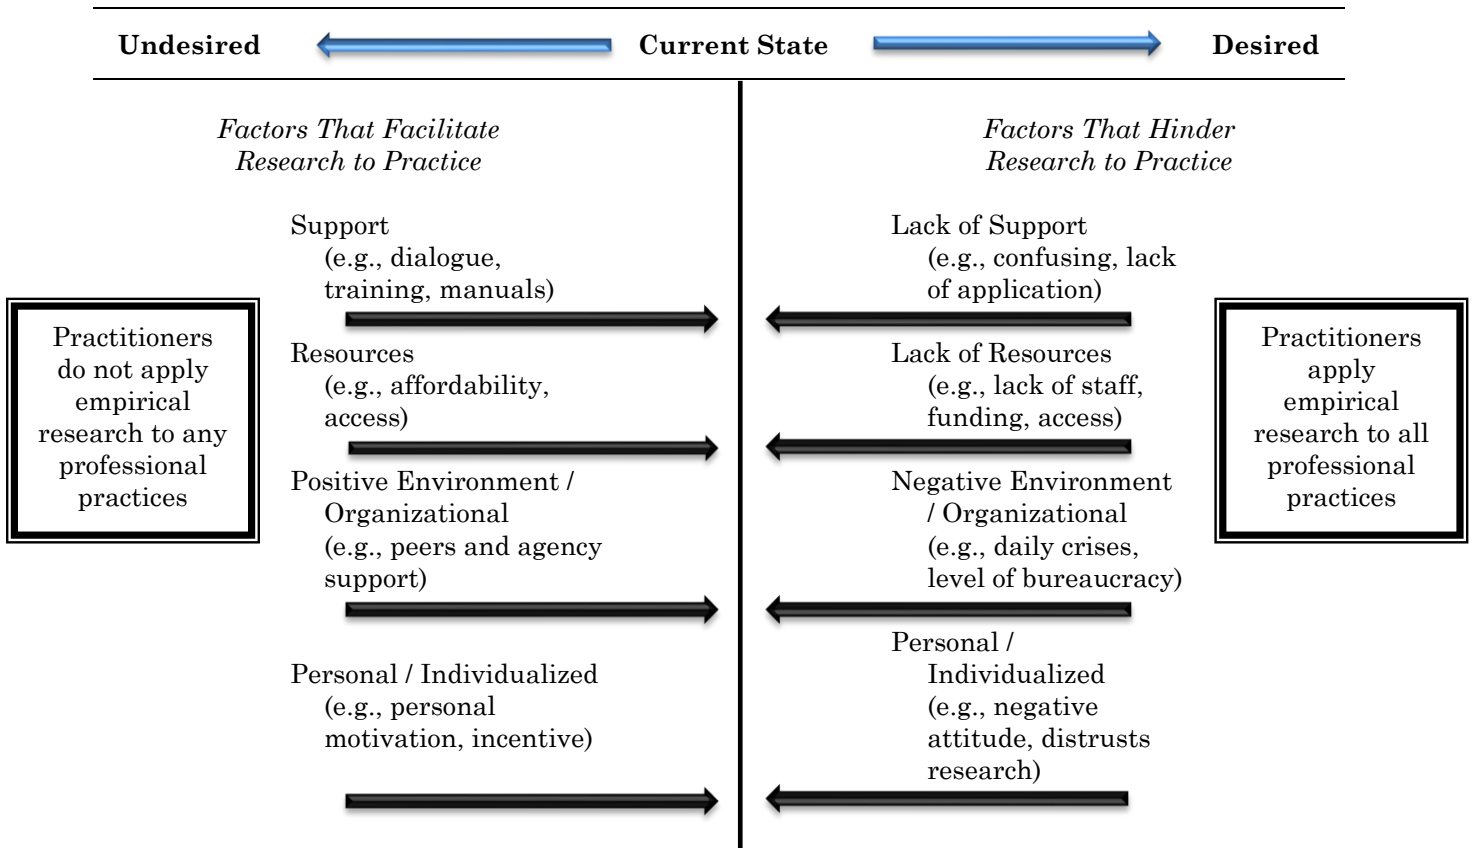 Undesired Current State Desired
Factors That Facilitate
Research to Practice
Factors That Hinder
Research to Practice
Practitioners
do not apply
empirical
research to any
professional
practices
Support
(e.g., dialogue,
training, manuals)
Resources
(e.g., affordability,
access)
Positive Environment /
Organizational
(e.g., peers and agency
support)
Personal / Individualized
(e.g., personal
motivation, incentive)
Lack of Support
(e.g., confusing, lack
of application)
Lack of Resources
(e.g., lack of staff,
funding, access)
Negative Environment
/ Organizational
(e.g., daily crises,
level of bureaucracy)
Personal /
Individualized
(e.g., negative
attitude, distrusts
research)
Practitioners
apply
empirical
research to all
professional
practices